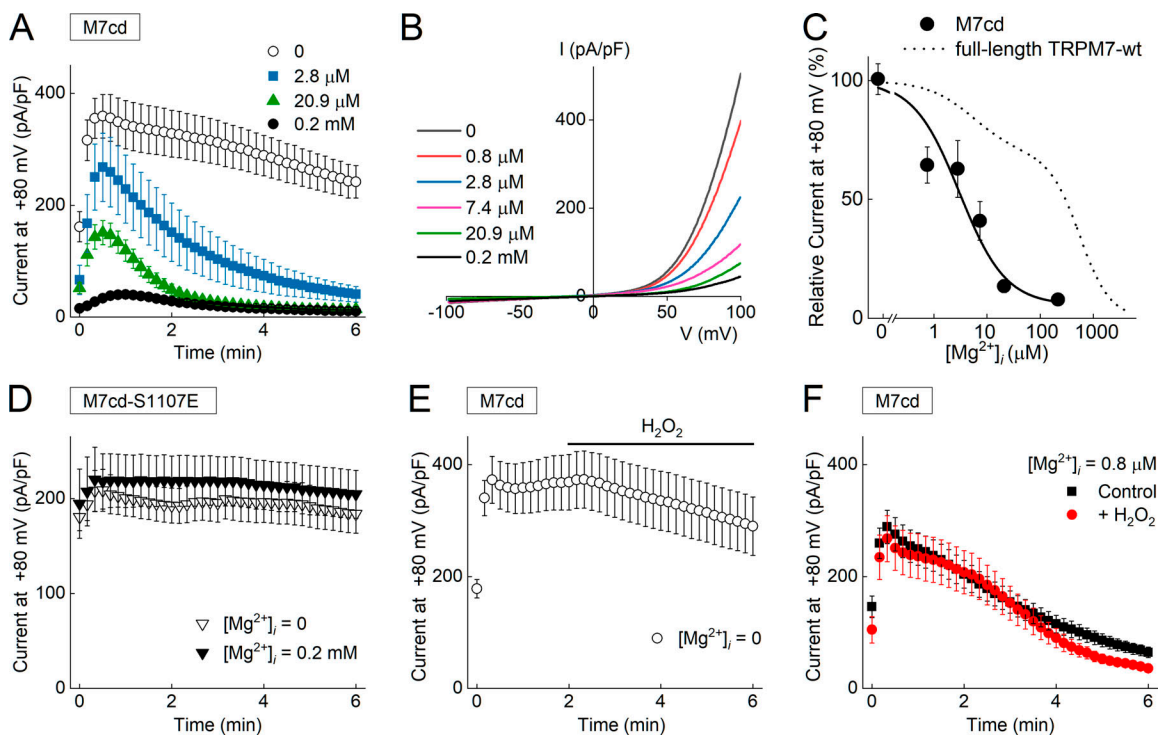 A
M7cd
0
2.8 μM
20.9 μM
0.2 mM
Current at +80 mV (pA/pF)
400
200
0
0
2
4
6
Time (min)
B
I (pA/pF)
400
200
0
0.8 μM
2.8 μM
7.4 μM
20.9 μM
0.2 mM
-100
-50
0
50
100
V (mV)
C
M7cd
full-length TRPM7-wt
Relative Current at +80 mV (%)
100
50
0
0
1
10
100
1000
[Mg²⁺]ᵢ (μM)
D
M7cd-S1107E
Current at +80 mV (pA/pF)
200
100
0
[Mg²⁺]ᵢ = 0
[Mg²⁺]ᵢ = 0.2 mM
0
2
4
6
Time (min)
E
M7cd
H₂O₂
Current at +80 mV (pA/pF)
400
200
0
[Mg²⁺]ᵢ = 0
0
2
4
6
Time (min)
F
M7cd
[Mg²⁺]ᵢ = 0.8 μM
Control
+ H₂O₂
Current at +80 mV (pA/pF)
400
200
0
0
2
4
6
Time (min)